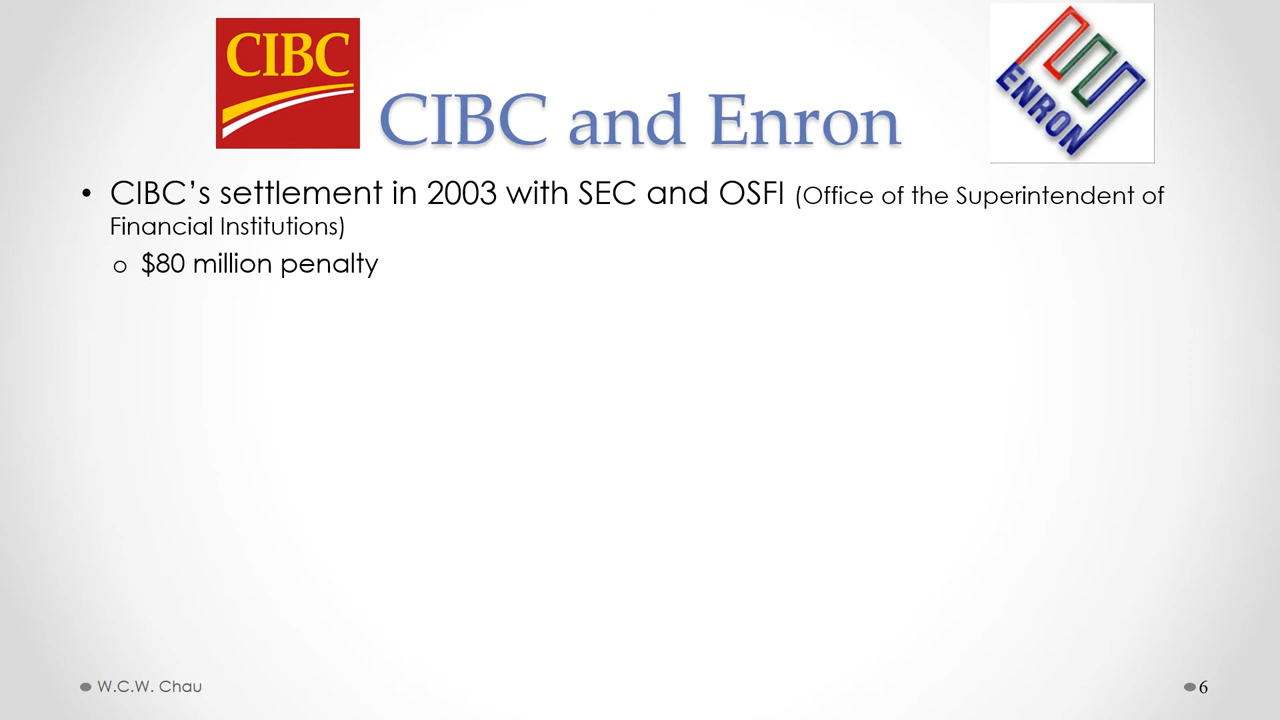 CIBC
ENRON
CIBC and Enron
• CIBC’s settlement in 2003 with SEC and OSFI (Office of the Superintendent of
Financial Institutions)
o $80 million penalty
W.C.W. Chau
6